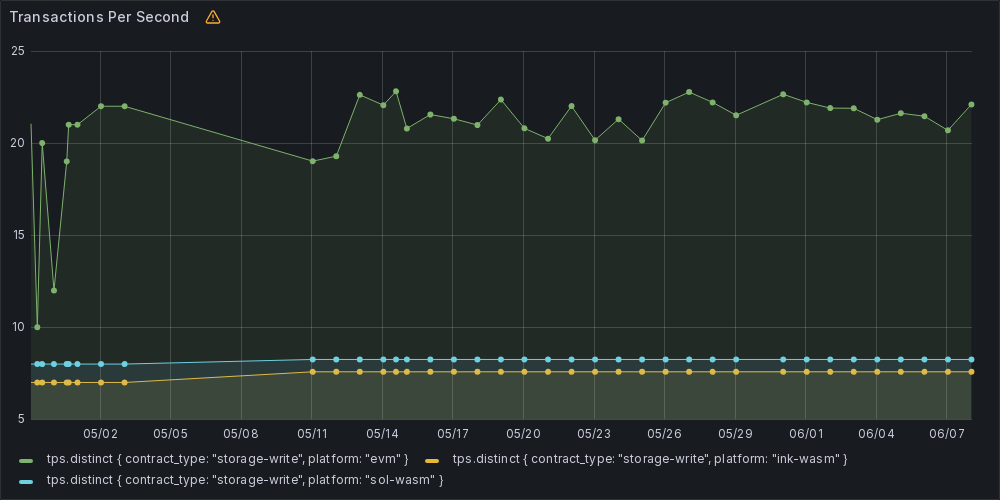 Transactions Per Second
25
20
15
10
5
05/02 05/05 05/08 05/11 05/14 05/17 05/20 05/23 05/26 05/29 06/01 06/04 06/07
tps.distinct { contract_type: "storage-write", platform: "evm" } tps.distinct { contract_type: "storage-write", platform: "ink-wasm" }
tps.distinct { contract_type: "storage-write", platform: "sol-wasm" }